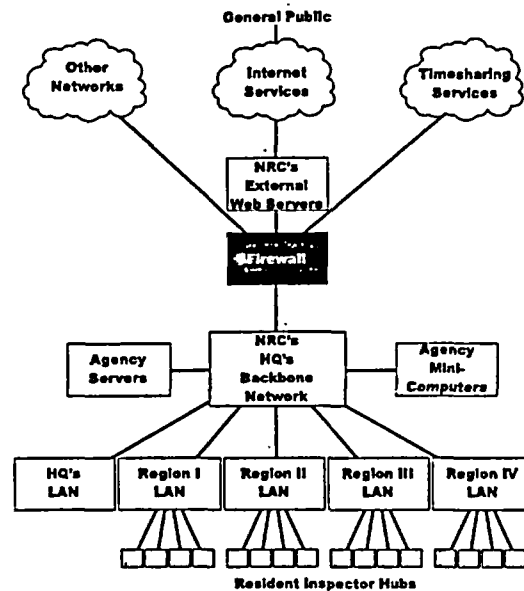 General Public
Other
Networks
Internet
Services
Timesharing
Services
NRC's
External
Web Servers
Firewall
NRC's
HQ's
Backbone
Network
Agency
Servers
Agency
Mini-
Computers
HQ's
LAN
Region I
LAN
Region II
LAN
Region III
LAN
Region IV
LAN
Resident Inspector Hubs